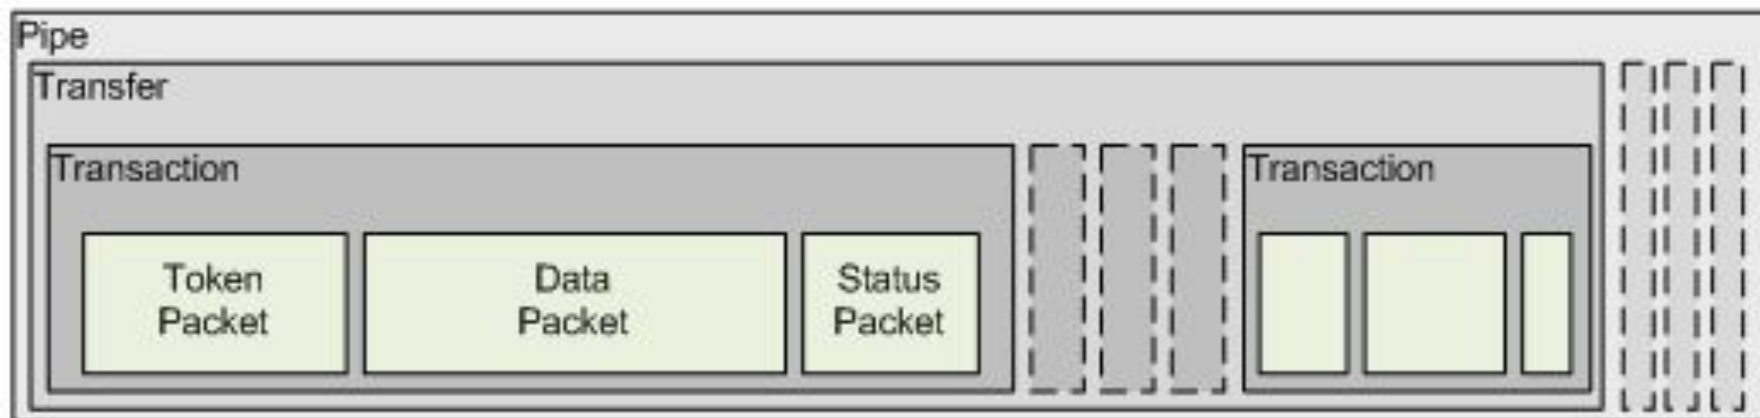 Pipe
Transfer
Transaction
Token
Packet
Data
Packet
Status
Packet
Transaction